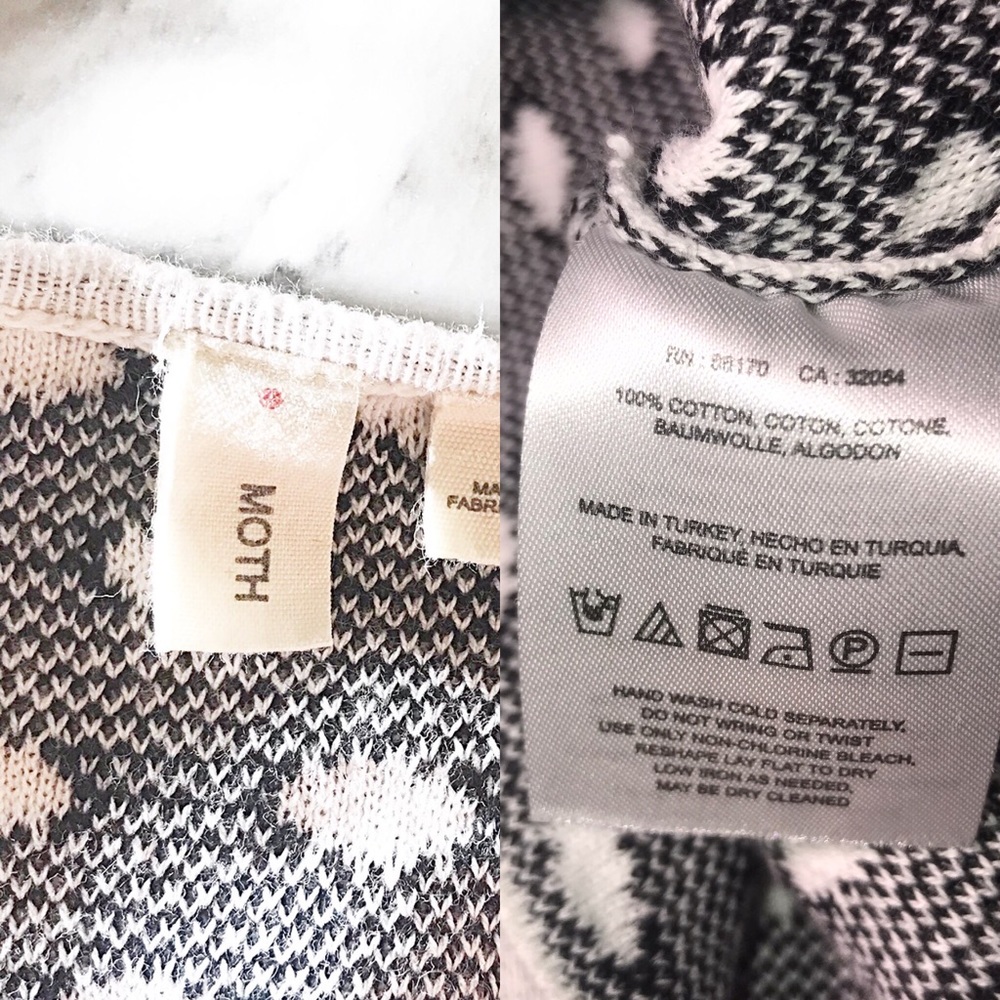 MOTH
MA
FABR
RN : 88170 CA : 32054
100% COTTON, COTON, COTONE,
BAUMWOLLE, ALGODON
MADE IN TURKEY, HECHO EN TURQUIA,
FABRIQUÉ EN TURQUIE
P
HAND WASH COLD SEPARATELY.
DO NOT WRING OR TWIST
USE ONLY NON-CHLORINE BLEACH.
RESHAPE LAY FLAT TO DRY
LOW IRON AS NEEDED.
MAY BE DRY CLEANED